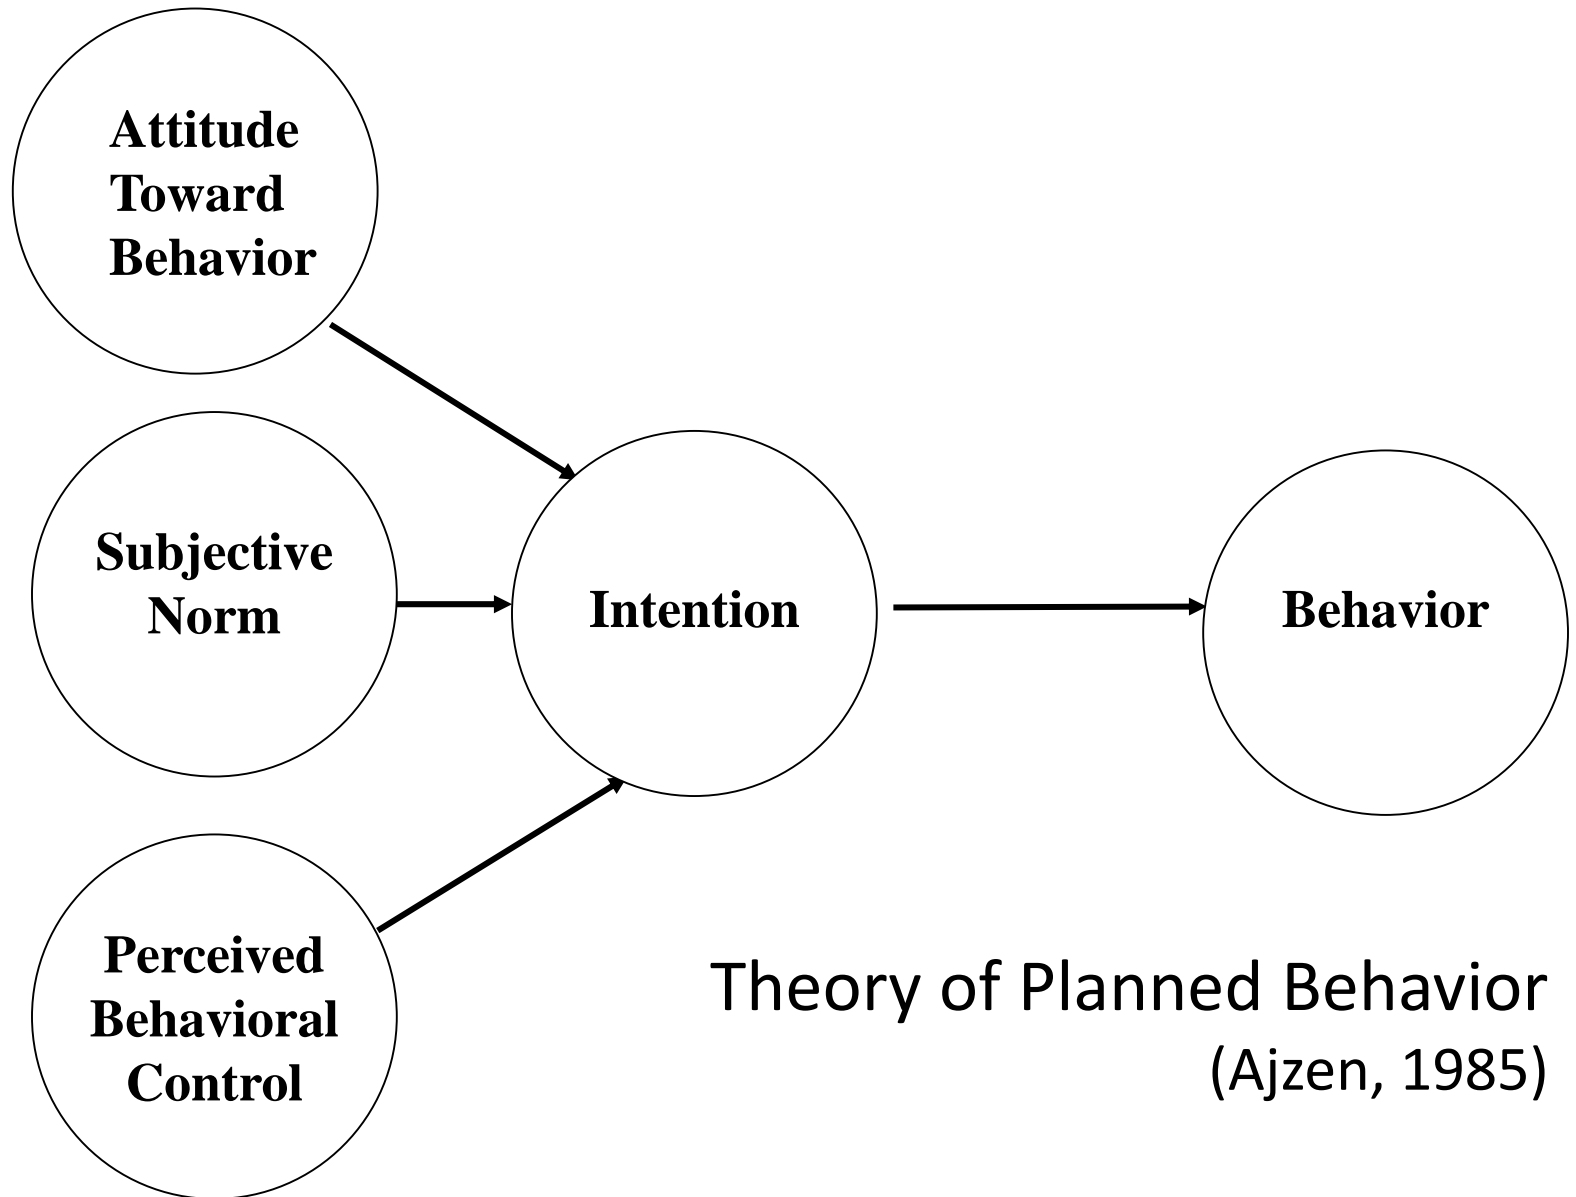 Attitude
Toward
Behavior
Subjective
Norm
Intention
Behavior
Perceived
Behavioral
Control
Theory of Planned Behavior
(Ajzen, 1985)